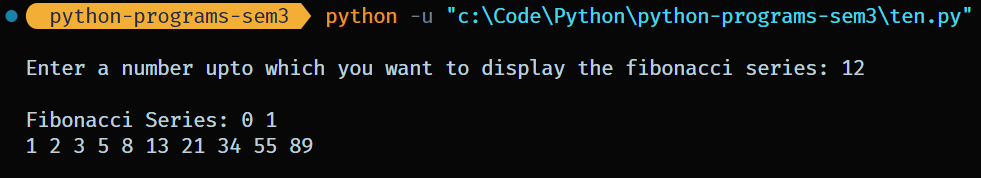 python-programs-sem3 python -u "c:\Code\Python\python-programs-sem3\ten.py"
Enter a number upto which you want to display the fibonacci series: 12
Fibonacci Series: 0 1
1 2 3 5 8 13 21 34 55 89